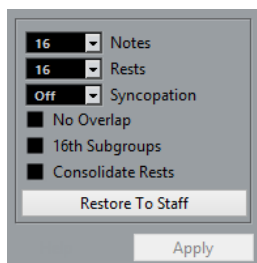 16 Notes
16 Rests
Off Syncopation
No Overlap
16th Subgroups
Consolidate Rests
Restore To Staff
Apply